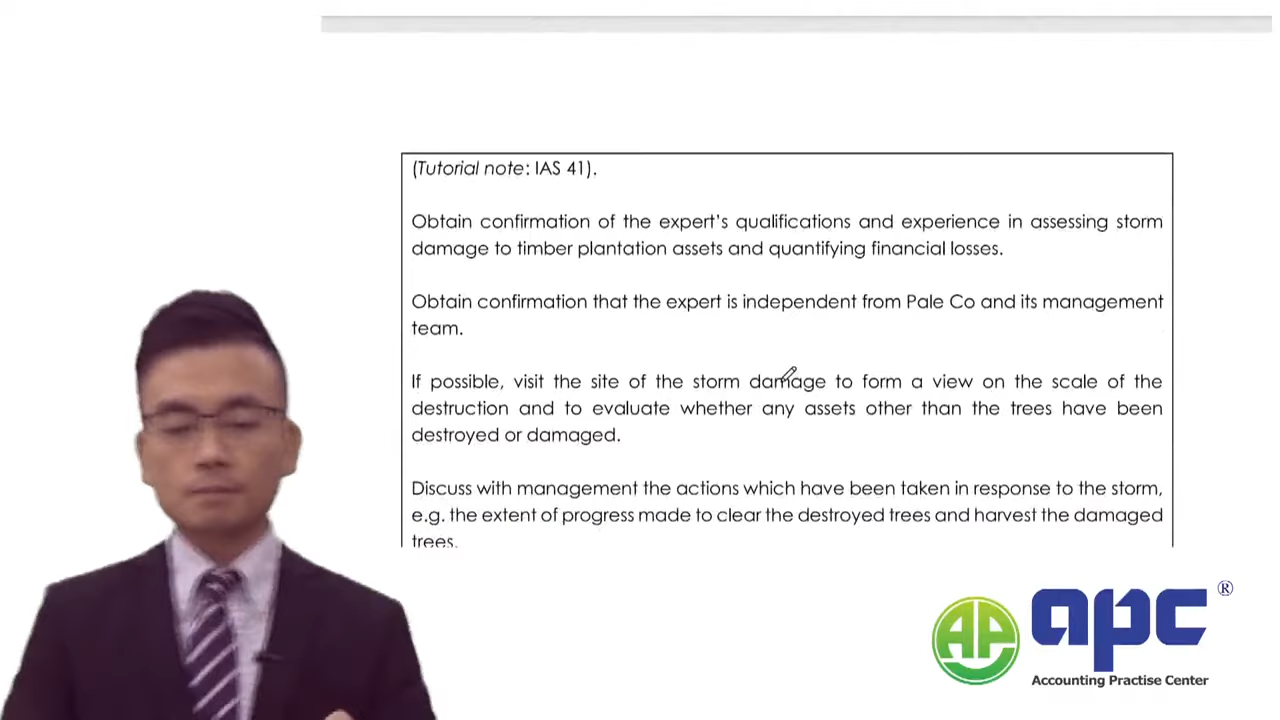 (Tutorial note: IAS 41).
Obtain confirmation of the expert's qualifications and experience in assessing storm
damage to timber plantation assets and quantifying financial losses.
Obtain confirmation that the expert is independent from Pale Co and its management
team.
If possible, visit the site of the storm damage to form a view on the scale of the
destruction and to evaluate whether any assets other than the trees have been
destroyed or damaged.
Discuss with management the actions which have been taken in response to the storm,
e.g. the extent of progress made to clear the destroyed trees and harvest the damaged
trees.
AP apc ®
Accounting Practise Center